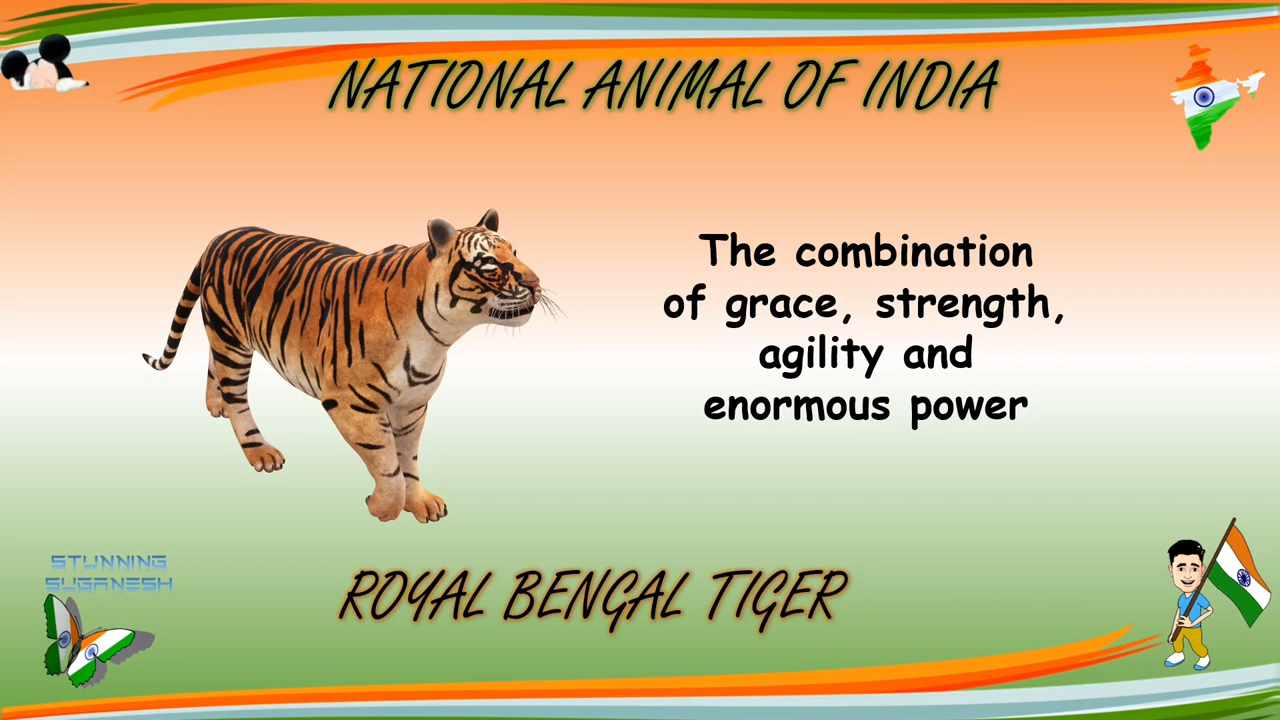 NATIONAL ANIMAL OF INDIA
The combination
of grace, strength,
agility and
enormous power
STUNNING
SUGANESH
ROYAL BENGAL TIGER